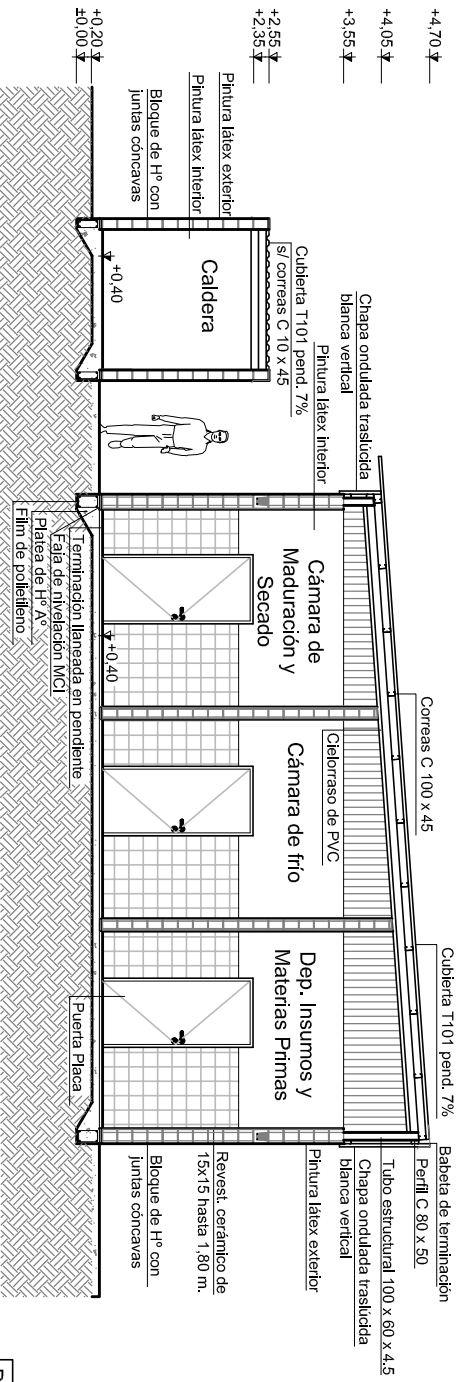 +4,70
+4,05
+3,55
+2,55
+2,35
+0,20
±0,00
Pintura látex exterior
Pintura látex interior
Bloque de Hº con
juntas cóncavas
Caldera
+0,40
Cubierta T101 pend. 7%
s/ correas C 10 x 45
Pintura látex interior
Chapa ondulada traslúcida
blanca vertical
Cámara de
Maduración y
Secado
+0,40
Terminación llaneada en pendiente
Faja de nivelación MCI
Platea de Hº Aº
Film de polietileno
Correas C 100 x 45
Cielorraso de PVC
Cámara de frío
Dep. Insumos y
Materias Primas
Puerta Placa
Cubierta T101 pend. 7%
Babeta de terminación
Perfil C 80 x 50
Tubo estructural 100 x 60 x 4.5
Chapa ondulada traslúcida
blanca vertical
Pintura látex exterior
Revest. cerámico de
15x15 hasta 1,80 m.
Bloque de Hº con
juntas cóncavas